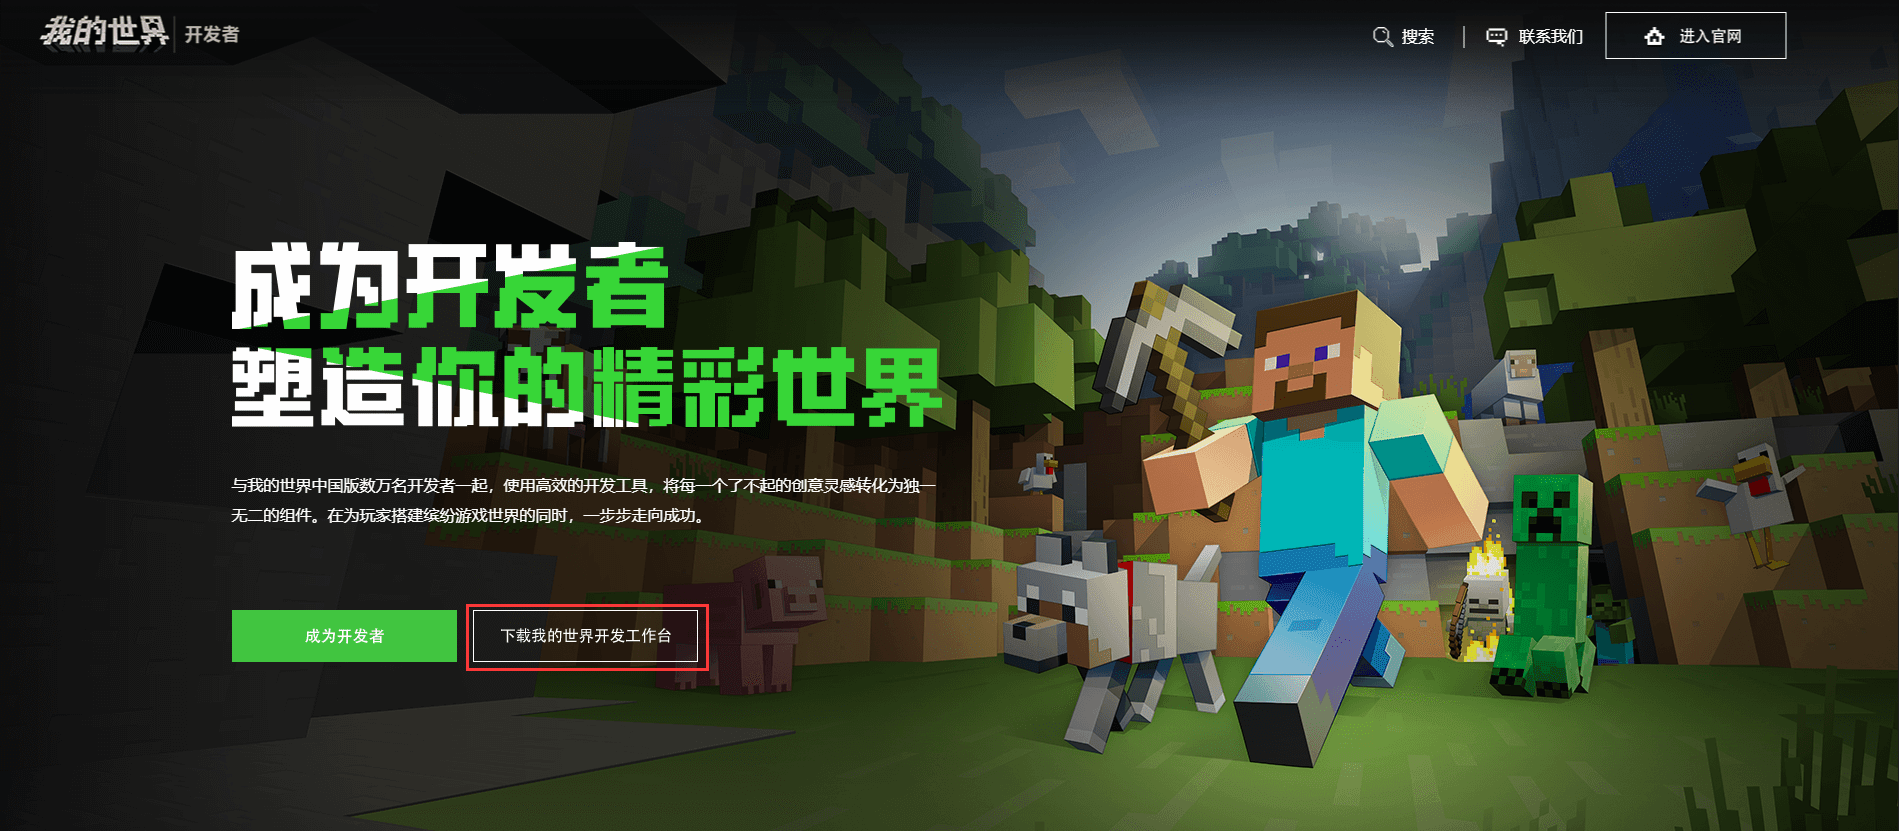 我的世界 开发者
搜索
联系我们
进入官网
成为开发者
塑造你的精彩世界
与我的世界中国版数万名开发者一起，使用高效的开发工具，将每一个了不起的创意灵感转化为独一
无二的组件。在为玩家搭建缤纷游戏世界的同时，一步步走向成功。
成为开发者
下载我的世界开发工作台